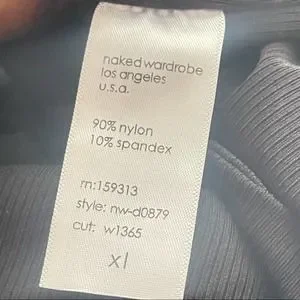 naked wardrobe
los angeles
u.s.a.
90% nylon
10% spandex
rn:159313
style: nw-d0879
cut: w1365
xl